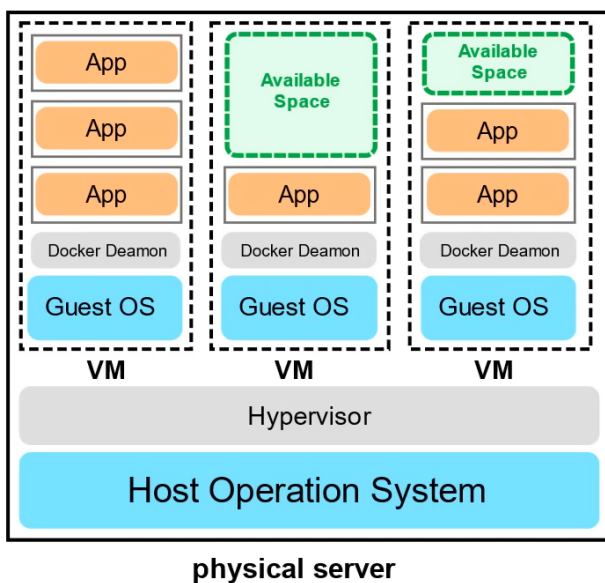 App
App
App
Docker Deamon
Guest OS
VM
Available
Space
App
Docker Deamon
Guest OS
VM
Available
Space
App
App
Docker Deamon
Guest OS
VM
Hypervisor
Host Operation System
physical server